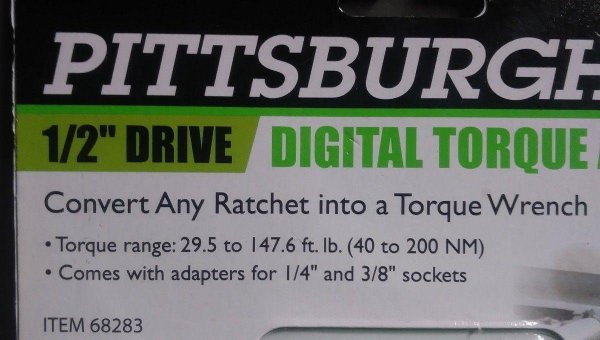 PITTSBURGH
1/2" DRIVE DIGITAL TORQUE
Convert Any Ratchet into a Torque Wrench
• Torque range: 29.5 to 147.6 ft. lb. (40 to 200 NM)
• Comes with adapters for 1/4" and 3/8" sockets
ITEM 68283